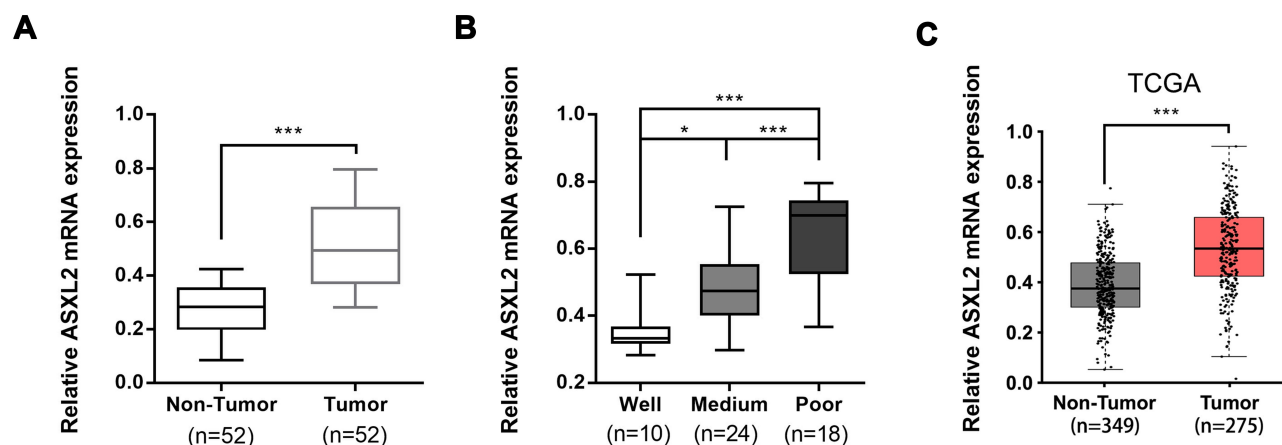 A
Relative ASXL2 mRNA expression
1.0
0.8
0.6
0.4
0.2
0.0
***
Non-Tumor
Tumor
(n=52)
(n=52)
B
Relative ASXL2 mRNA expression
1.0
0.8
0.6
0.4
0.2
***
*
***
Well
Medium
Poor
(n=10)
(n=24)
(n=18)
C
TCGA
Relative ASXL2 mRNA expression
1.0
0.8
0.6
0.4
0.2
0.0
***
Non-Tumor
Tumor
(n=349)
(n=275)